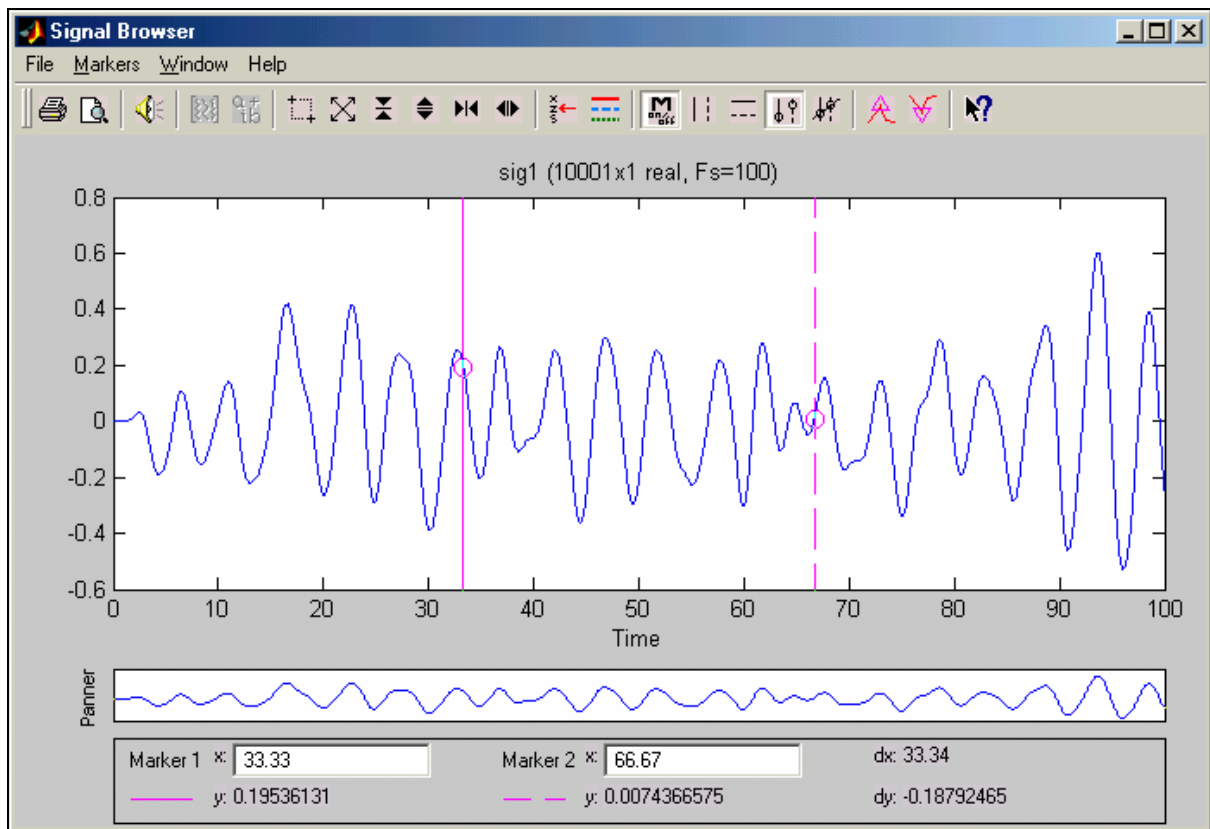 Signal Browser
File Markers Window Help
M
on/off
sig1 (10001x1 real, Fs=100)
0.8
0.6
0.4
0.2
0
-0.2
-0.4
-0.6
0 10 20 30 40 50 60 70 80 90 100
Time
Panner
Marker 1 x: 33.33 Marker 2 x: 66.67 dx: 33.34
y: 0.19536131 y: 0.0074366575 dy: -0.18792465